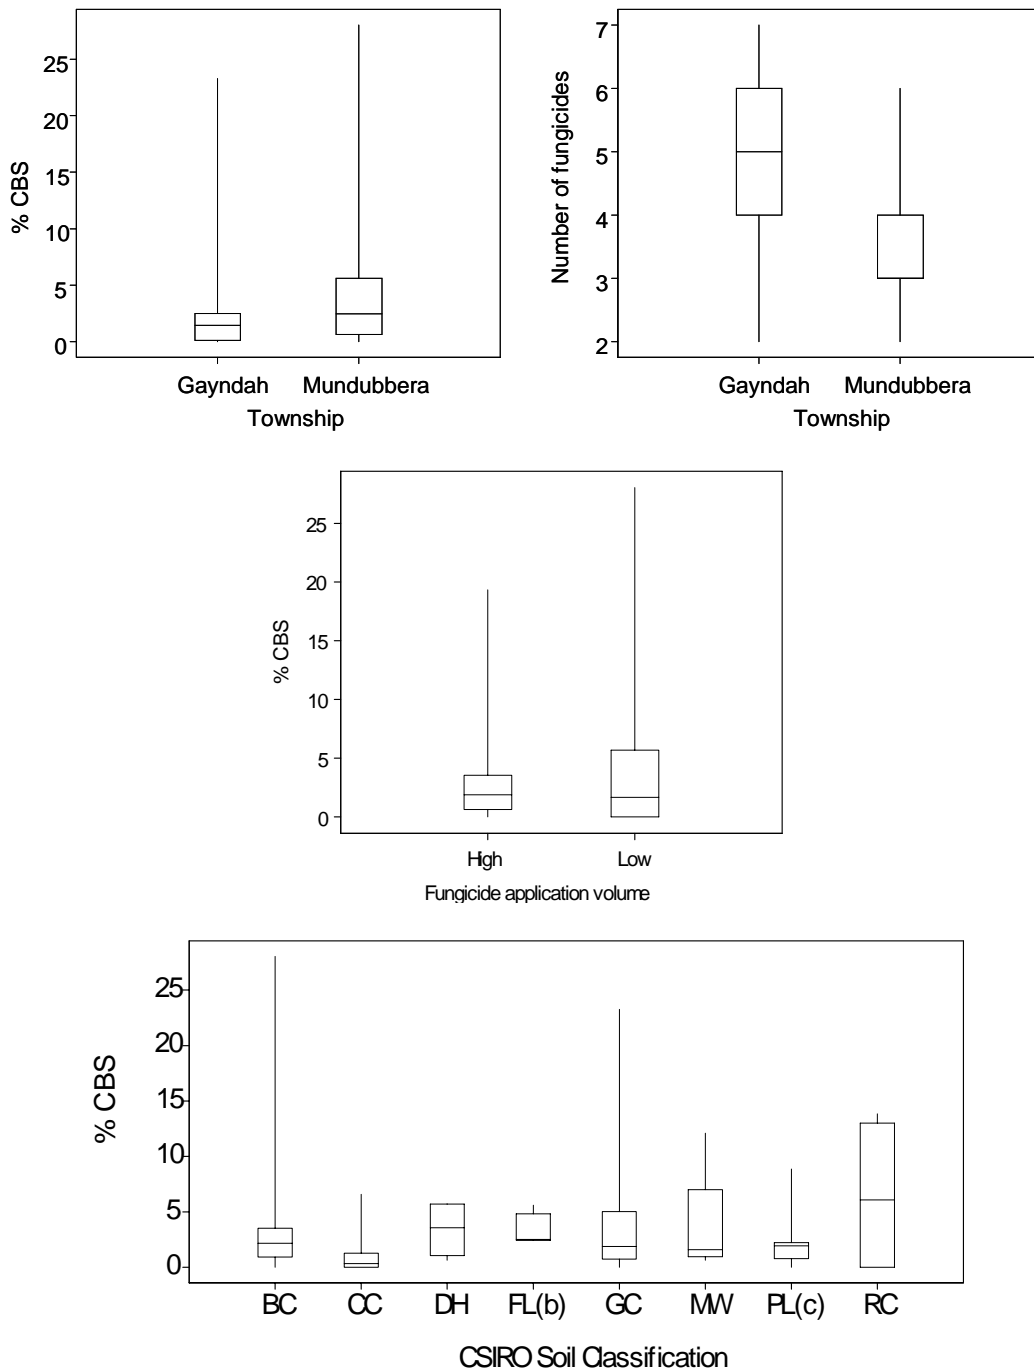 25
20
15
10
5
0
% CBS
Gayndah Mundubbera
Township
7
6
5
4
3
2
Number of fungicides
Gayndah Mundubbera
Township
25
20
15
10
5
0
% CBS
High Low
Fungicide application volume
25
20
15
10
5
0
% CBS
BC CC DH FL(b) GC MW PL(c) RC
CSIRO Soil Classification